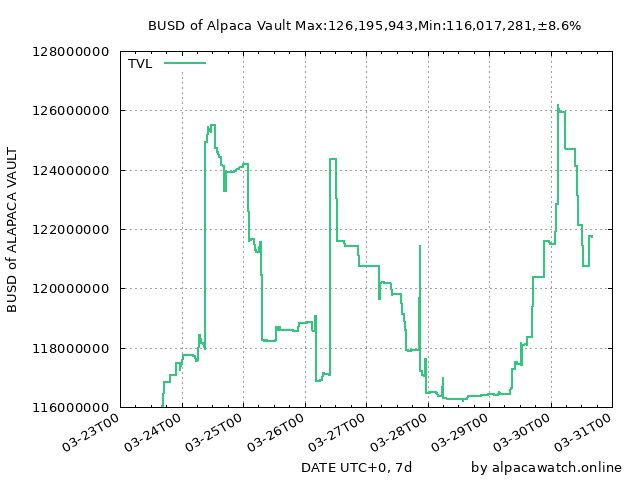 BUSD of Alpaca Vault Max:126,195,943,Min:116,017,281,±8.6%
128000000
TVL
126000000
124000000
122000000
120000000
118000000
116000000
BUSD of ALAPACA VAULT
03-23T00
03-24T00
03-25T00
03-26T00
03-27T00
03-28T00
03-29T00
03-30T00
03-31T00
DATE UTC+0, 7d
by alpacawatch.online